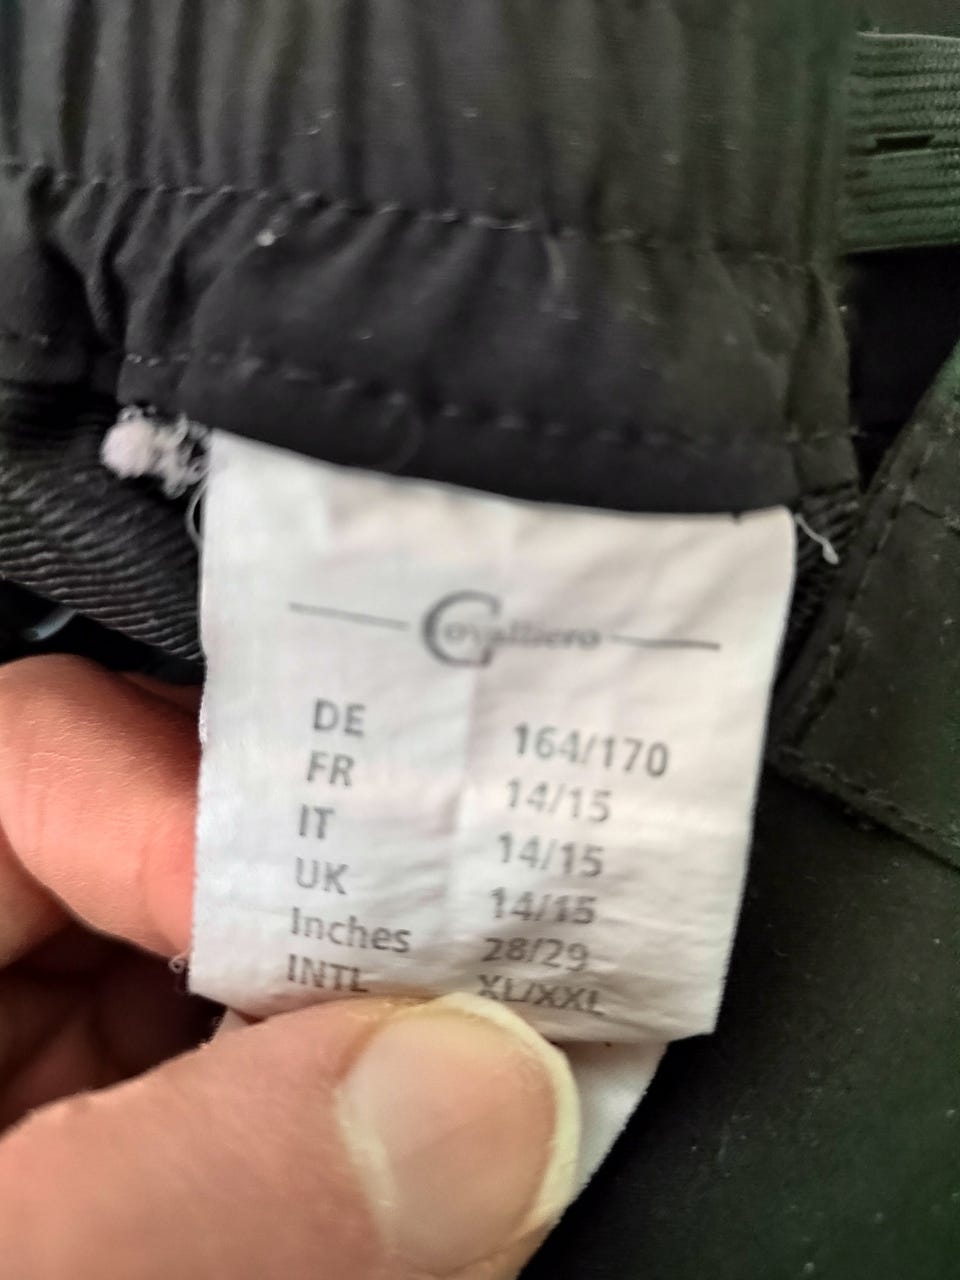 Covalliero
DE 164/170
FR 14/15
IT 14/15
UK 14/15
Inches 28/29
INTL XL/XXL